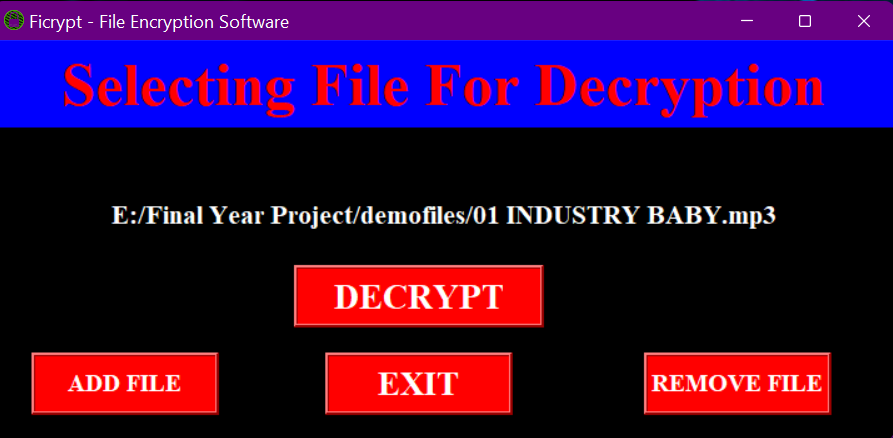 Ficrypt - File Encryption Software
Selecting File For Decryption
E:/Final Year Project/demofiles/01 INDUSTRY BABY.mp3
DECRYPT
ADD FILE
EXIT
REMOVE FILE